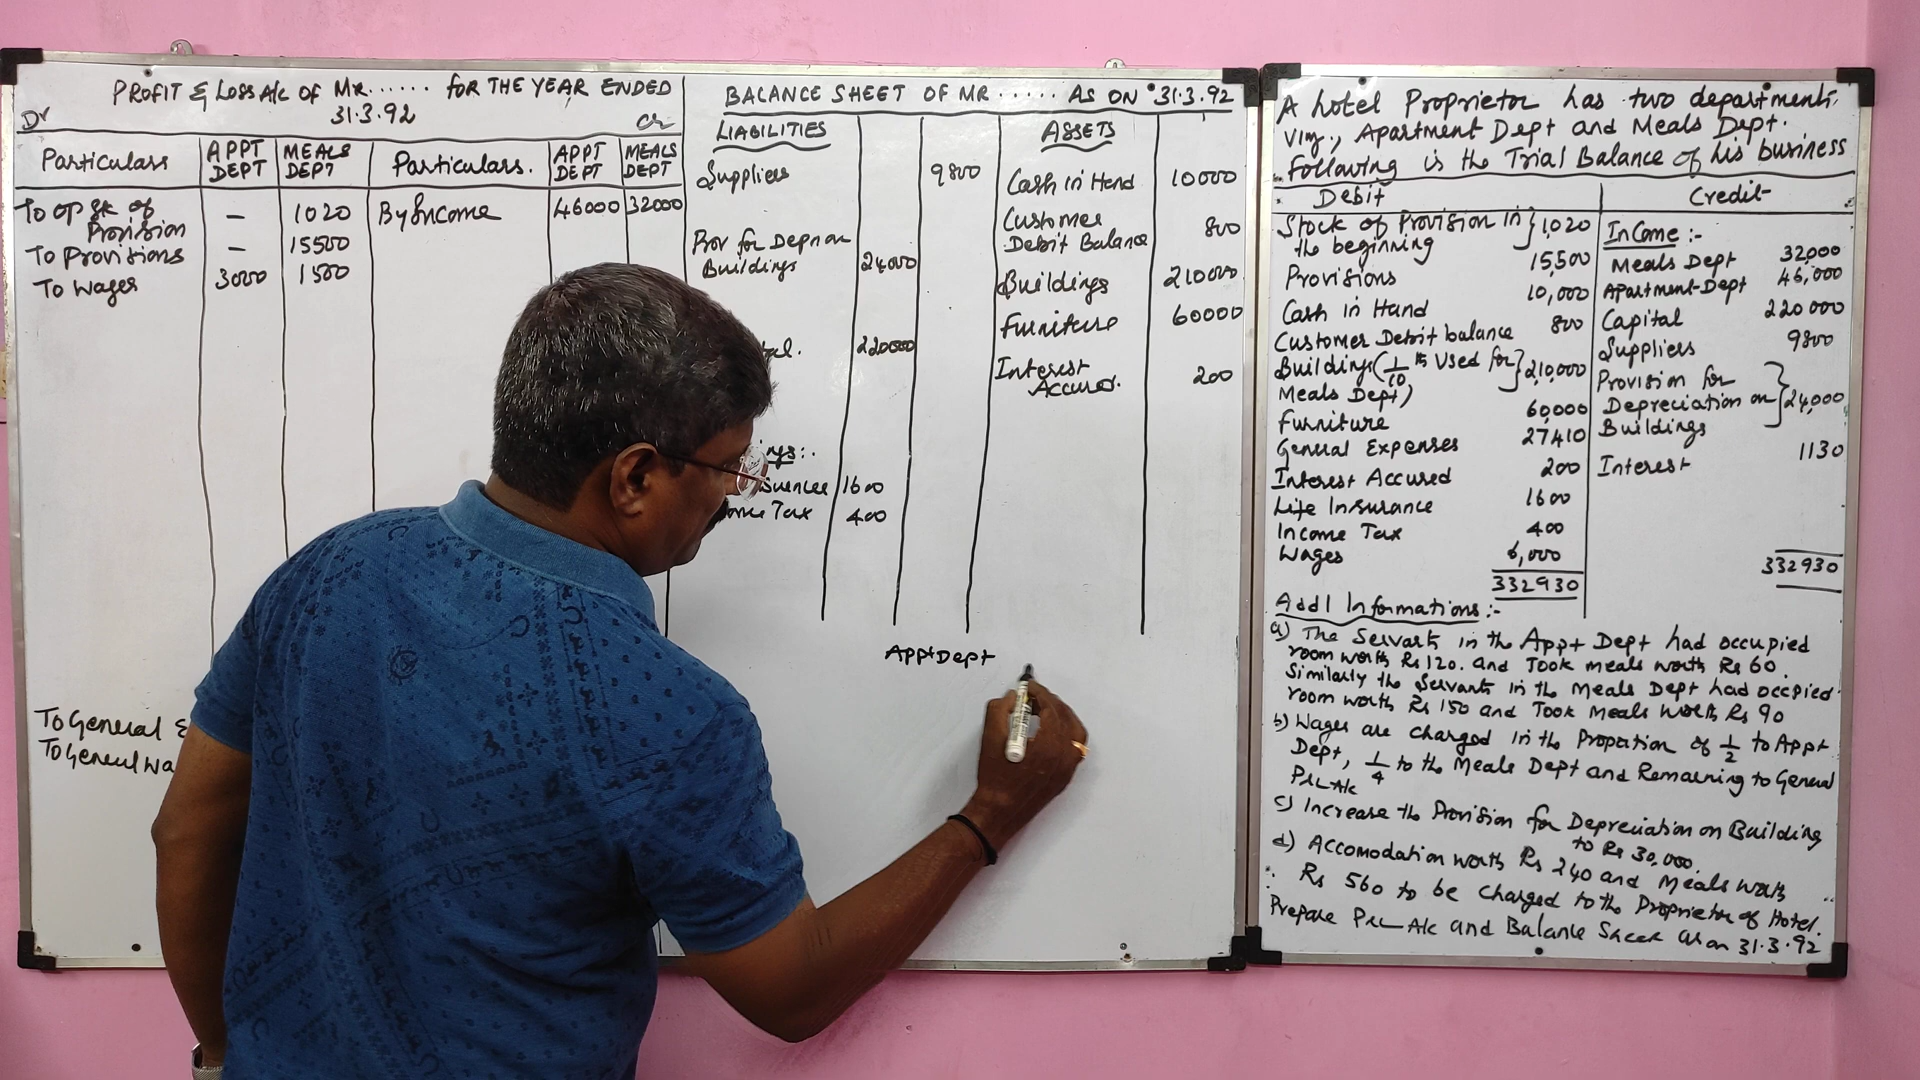 PROFIT & Loss A/c OF Mr...... for THE YEAR ENDED
31.3.92
Dr
Cr
Particulars APPT DEPT MEALS DEPT Particulars. APPT DEPT MEALS DEPT
To op stk of Provision - 1020 By Income 46000 32000
To Provisions - 15500
To Wages 3000 1500
To General
To General Wa
BALANCE SHEET OF MR...... AS ON 31.3.92
LIABILITIES ASSETS
Suppliers 9800 Cash in Hand 10000
Customer
Debit Balance 800
Prov for Depn on
Buildings 24000
Buildings 210000
Furniture 60000
220000
Interest
Accured. 200
1600
Tax 400
Appt Dept
A hotel Proprietor has two departments.
Viz., Apartment Dept and Meals Dept.
Following is the Trial Balance of his business
Debit Credit
Stock of Provision in } 1,020
the beginning
Provisions 15,500
Cash in Hand 10,000
Customer Debit balance 800
Buildings (1/10 th Used for } 2,10,000
Meals Dept)
Furniture 60,000
General Expenses 27410
Interest Accured 200
Life Insurance 1600
Income Tax 400
Wages 6,000
332930
Income :-
Meals Dept 32,000
Apartment-Dept 46,000
Capital 220000
Suppliers 9800
Provision for
Depreciation on } 24,000
Buildings
Interest 1130
332930
Addl Informations :-
a) The Servants in the Appt Dept had occupied
room worth Rs 120. and Took meals worth Rs 60.
Similarly the Servants in the Meals Dept had occpied
room worth Rs 150 and Took Meals Worth Rs 90
b) Wages are charged in the Propotion of 1/2 to Appt
Dept, 1/4 to the Meals Dept and Remaining to General
P&L A/c
c) Increase the Provision for Depreciation on Building
to Rs 30,000.
d) Accomodation worth Rs 240 and Meals worth
Rs 560 to be charged to the Proprietor of Hotel.
Prepare P&L A/c and Balance Sheet as on 31.3.92